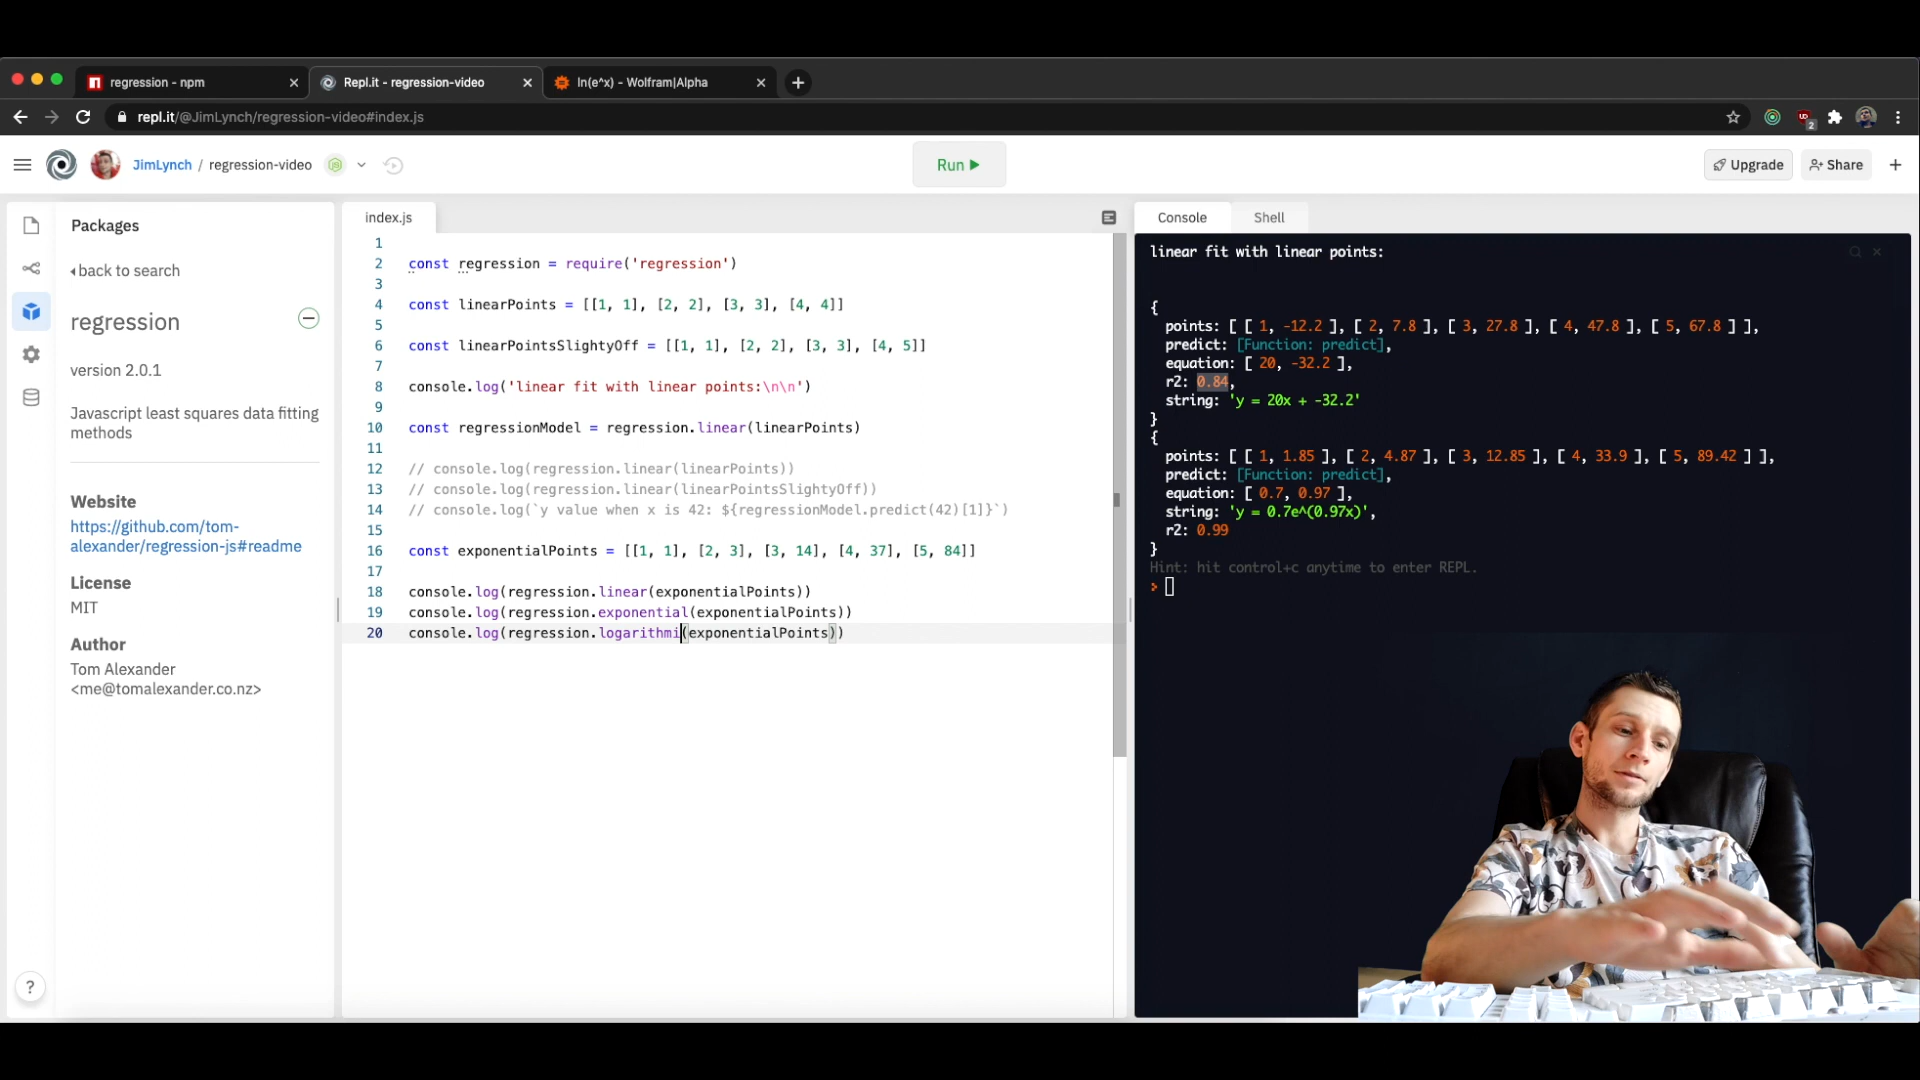 regression - npm
Repl.it - regression-video
ln(e^x) - Wolfram|Alpha
repl.it/@JimLynch/regression-video#index.js
2
JimLynch / regression-video
Run
Upgrade
Share
Packages
back to search
regression
version 2.0.1
Javascript least squares data fitting
methods
Website
https://github.com/tom-
alexander/regression-js#readme
License
MIT
Author
Tom Alexander
<me@tomalexander.co.nz>
?
index.js
1
2 const regression = require('regression')
3
4 const linearPoints = [[1, 1], [2, 2], [3, 3], [4, 4]]
5
6 const linearPointsSlightyOff = [[1, 1], [2, 2], [3, 3], [4, 5]]
7
8 console.log('linear fit with linear points:\n\n')
9
10 const regressionModel = regression.linear(linearPoints)
11
12 // console.log(regression.linear(linearPoints))
13 // console.log(regression.linear(linearPointsSlightyOff))
14 // console.log(`y value when x is 42: ${regressionModel.predict(42)[1]}`)
15
16 const exponentialPoints = [[1, 1], [2, 3], [3, 14], [4, 37], [5, 84]]
17
18 console.log(regression.linear(exponentialPoints))
19 console.log(regression.exponential(exponentialPoints))
20 console.log(regression.logarithmi(exponentialPoints))
Console
Shell
linear fit with linear points:
{
points: [ [ 1, -12.2 ], [ 2, 7.8 ], [ 3, 27.8 ], [ 4, 47.8 ], [ 5, 67.8 ] ],
predict: [Function: predict],
equation: [ 20, -32.2 ],
r2: 0.84,
string: 'y = 20x + -32.2'
}
{
points: [ [ 1, 1.85 ], [ 2, 4.87 ], [ 3, 12.85 ], [ 4, 33.9 ], [ 5, 89.42 ] ],
predict: [Function: predict],
equation: [ 0.7, 0.97 ],
string: 'y = 0.7e^(0.97x)',
r2: 0.99
}
Hint: hit control+c anytime to enter REPL.
>